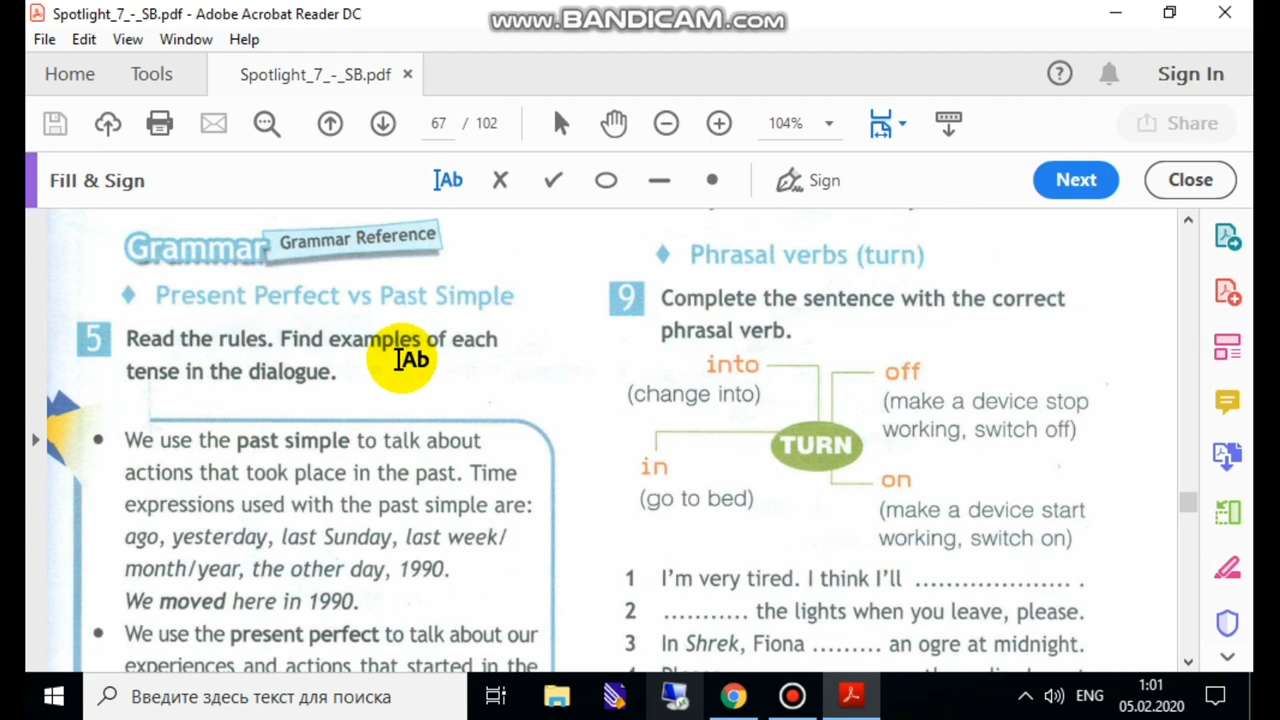 Spotlight_7_-_SB.pdf - Adobe Acrobat Reader DC
www.BANDICAM.com
File Edit View Window Help
Home Tools Spotlight_7_-_SB.pdf × Sign In
67 / 102 104% Share
Fill & Sign Ab Sign Next Close
Grammar Grammar Reference
Present Perfect vs Past Simple
5 Read the rules. Find examples of each
tense in the dialogue.
Ab
• We use the past simple to talk about
actions that took place in the past. Time
expressions used with the past simple are:
ago, yesterday, last Sunday, last week/
month/year, the other day, 1990.
We moved here in 1990.
• We use the present perfect to talk about our
experiences and actions that started in the
Phrasal verbs (turn)
9 Complete the sentence with the correct
phrasal verb.
into
(change into)
off
(make a device stop
working, switch off)
TURN
in
(go to bed)
on
(make a device start
working, switch on)
1 I'm very tired. I think I'll .................... .
2 ........... the lights when you leave, please.
3 In Shrek, Fiona ......... an ogre at midnight.
Введите здесь текст для поиска
ENG
1:01
05.02.2020